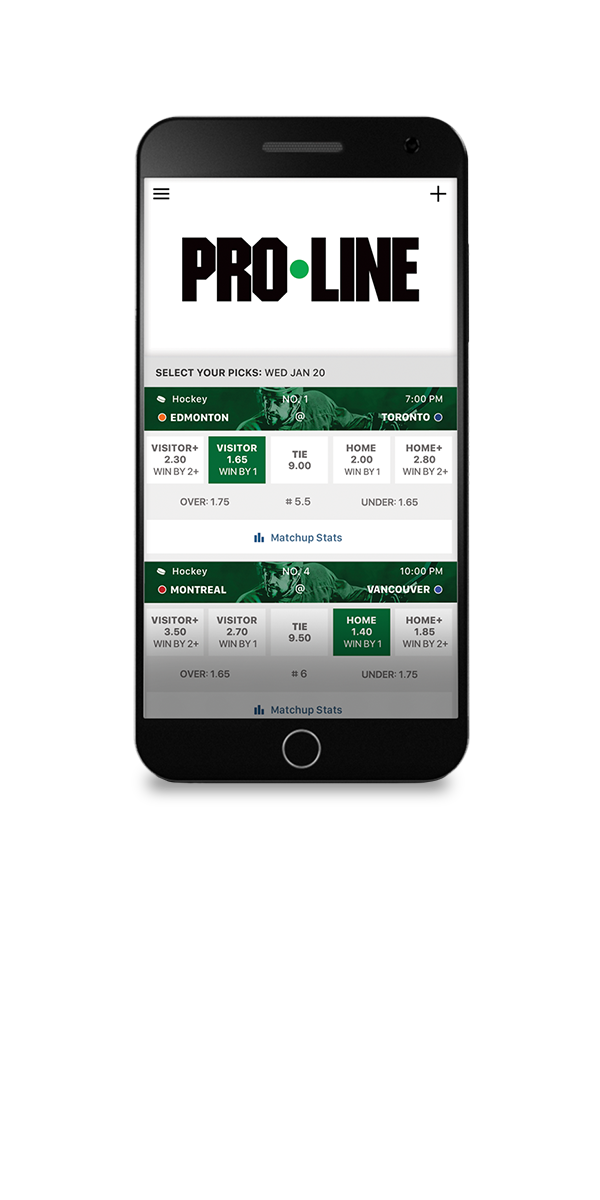 PRO•LINE
SELECT YOUR PICKS: WED JAN 20
Hockey NO. 1 7:00 PM
EDMONTON @ TORONTO
VISITOR+ VISITOR TIE HOME HOME+
2.30 1.65 9.00 2.00 2.80
WIN BY 2+ WIN BY 1 WIN BY 1 WIN BY 2+
OVER: 1.75 # 5.5 UNDER: 1.65
Matchup Stats
Hockey NO. 4 10:00 PM
MONTREAL @ VANCOUVER
VISITOR+ VISITOR TIE HOME HOME+
3.50 2.70 9.50 1.40 1.85
WIN BY 2+ WIN BY 1 WIN BY 1 WIN BY 2+
OVER: 1.65 # 6 UNDER: 1.75
Matchup Stats